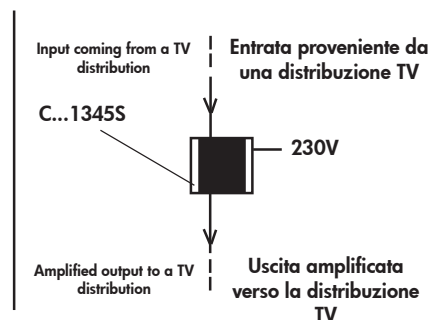 Input coming from a TV
distribution
Entrata proveniente da
una distribuzione TV
C...1345S
230V
Amplified output to a TV
distribution
Uscita amplificata
verso la distribuzione
TV